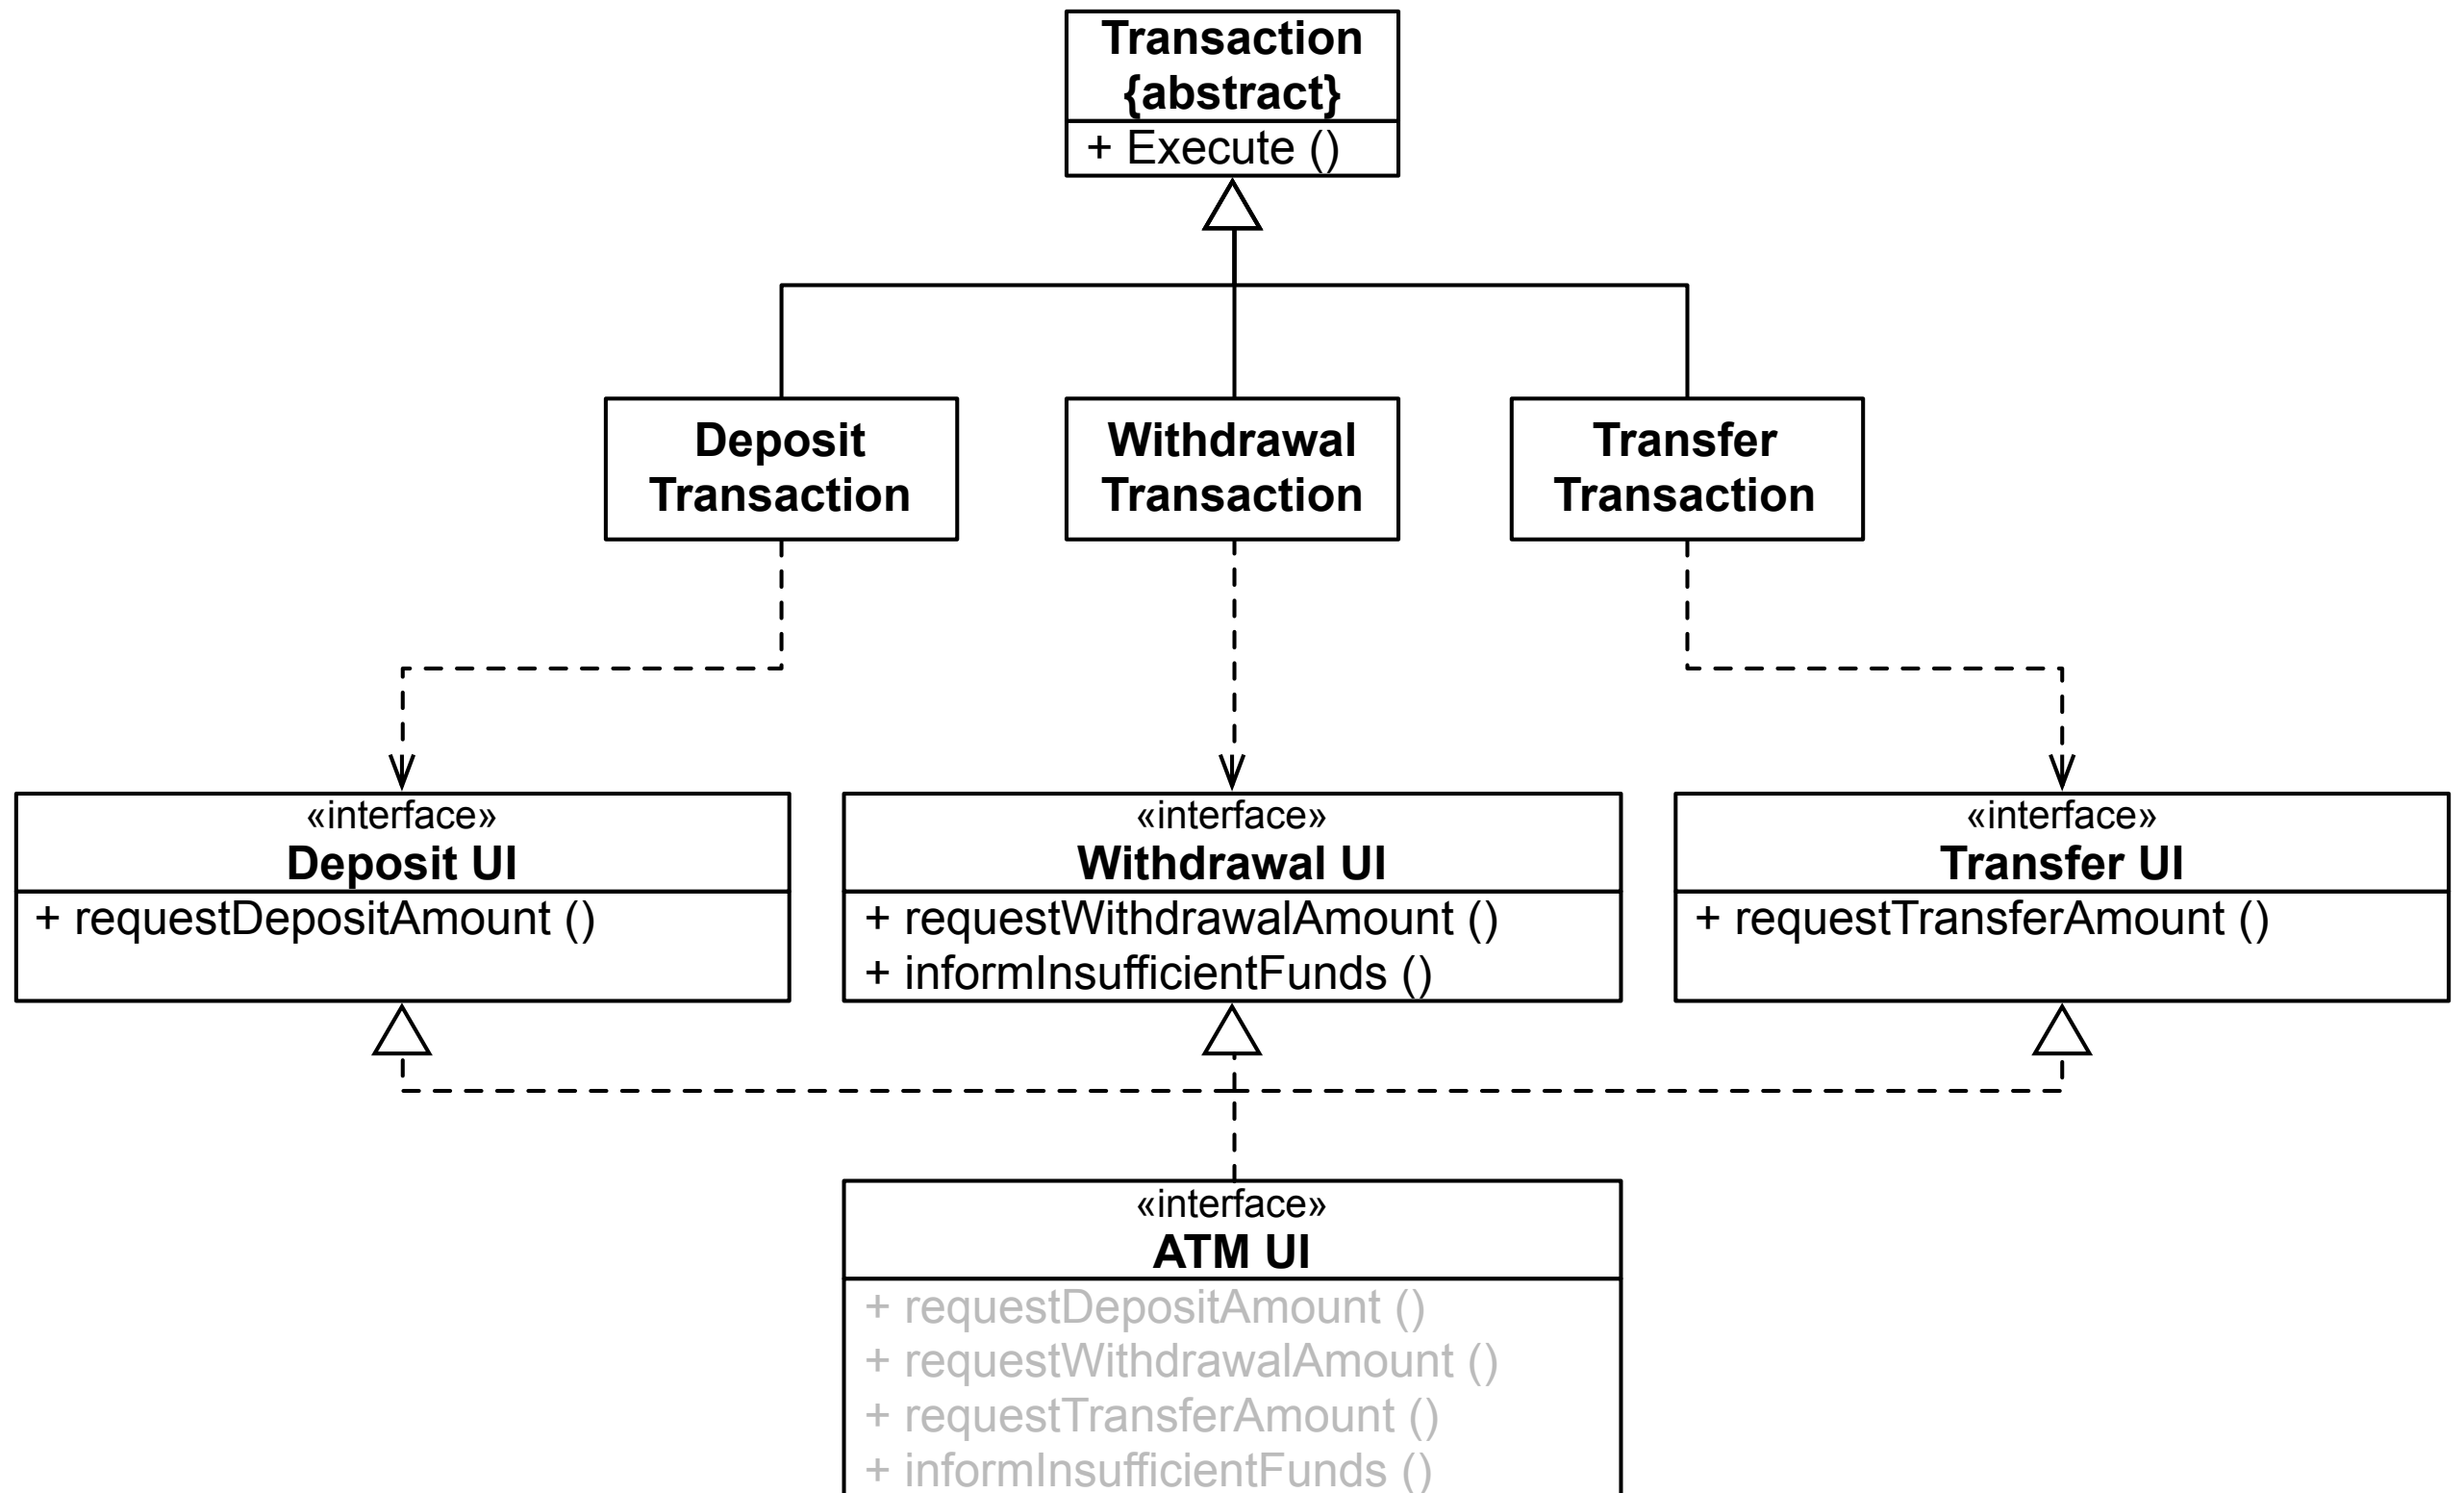 Transaction
{abstract}
+ Execute ()
Deposit
Transaction
Withdrawal
Transaction
Transfer
Transaction
«interface»
Deposit UI
+ requestDepositAmount ()
«interface»
Withdrawal UI
+ requestWithdrawalAmount ()
+ informInsufficientFunds ()
«interface»
Transfer UI
+ requestTransferAmount ()
«interface»
ATM UI
+ requestDepositAmount ()
+ requestWithdrawalAmount ()
+ requestTransferAmount ()
+ informInsufficientFunds ()